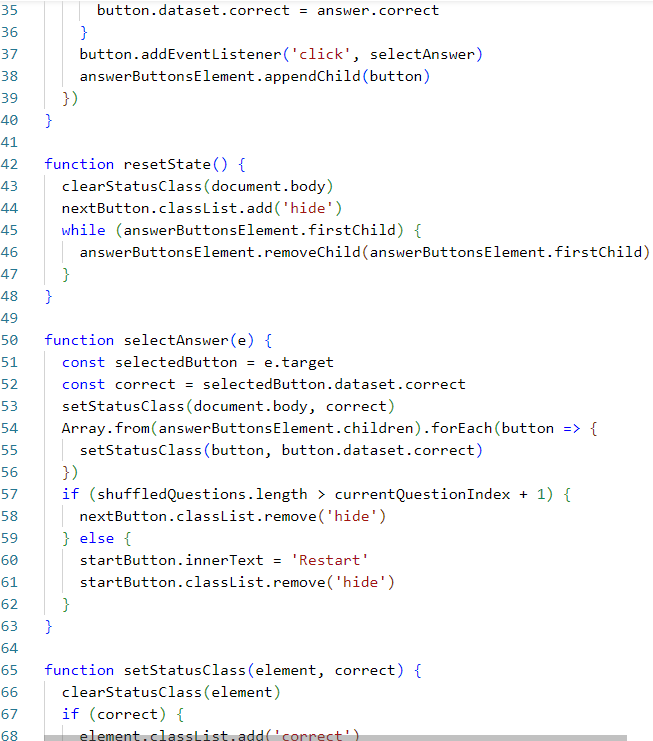 35 button.dataset.correct = answer.correct
36 }
37 button.addEventListener('click', selectAnswer)
38 answerButtonsElement.appendChild(button)
39 })
40 }
41
42 function resetState() {
43 clearStatusClass(document.body)
44 nextButton.classList.add('hide')
45 while (answerButtonsElement.firstChild) {
46 answerButtonsElement.removeChild(answerButtonsElement.firstChild)
47 }
48 }
49
50 function selectAnswer(e) {
51 const selectedButton = e.target
52 const correct = selectedButton.dataset.correct
53 setStatusClass(document.body, correct)
54 Array.from(answerButtonsElement.children).forEach(button => {
55 setStatusClass(button, button.dataset.correct)
56 })
57 if (shuffledQuestions.length > currentQuestionIndex + 1) {
58 nextButton.classList.remove('hide')
59 } else {
60 startButton.innerText = 'Restart'
61 startButton.classList.remove('hide')
62 }
63 }
64
65 function setStatusClass(element, correct) {
66 clearStatusClass(element)
67 if (correct) {
68 element.classList.add('correct')